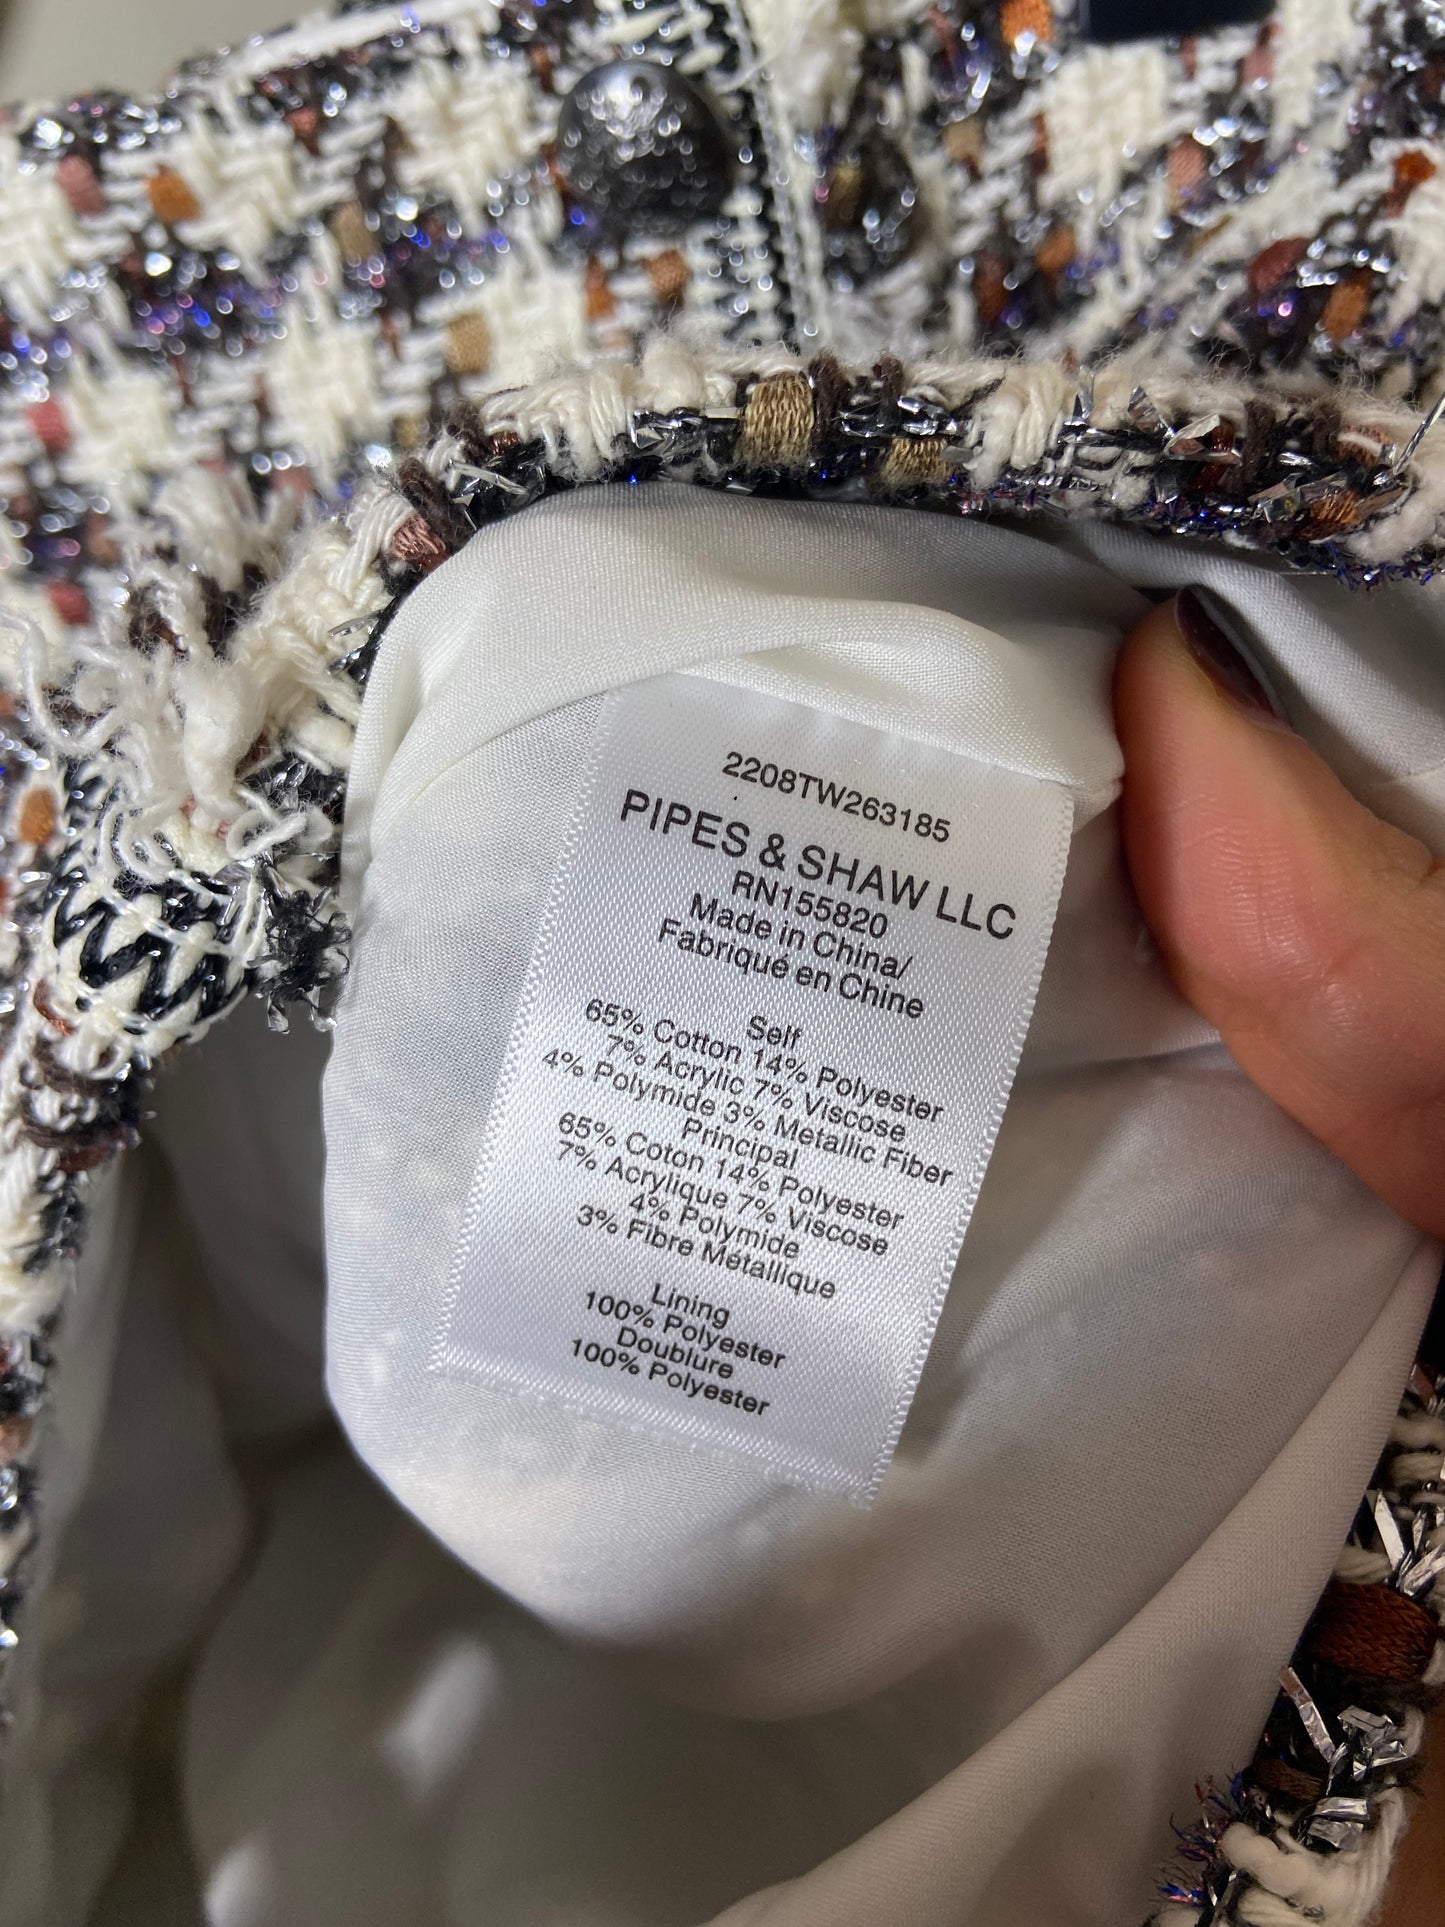 2208TW263185
PIPES & SHAW LLC
RN155820
Made in China/
Fabriqué en Chine
Self
65% Cotton 14% Polyester
7% Acrylic 7% Viscose
4% Polymide 3% Metallic Fiber
Principal
65% Coton 14% Polyester
7% Acrylique 7% Viscose
4% Polymide
3% Fibre Métallique
Lining
100% Polyester
Doublure
100% Polyester